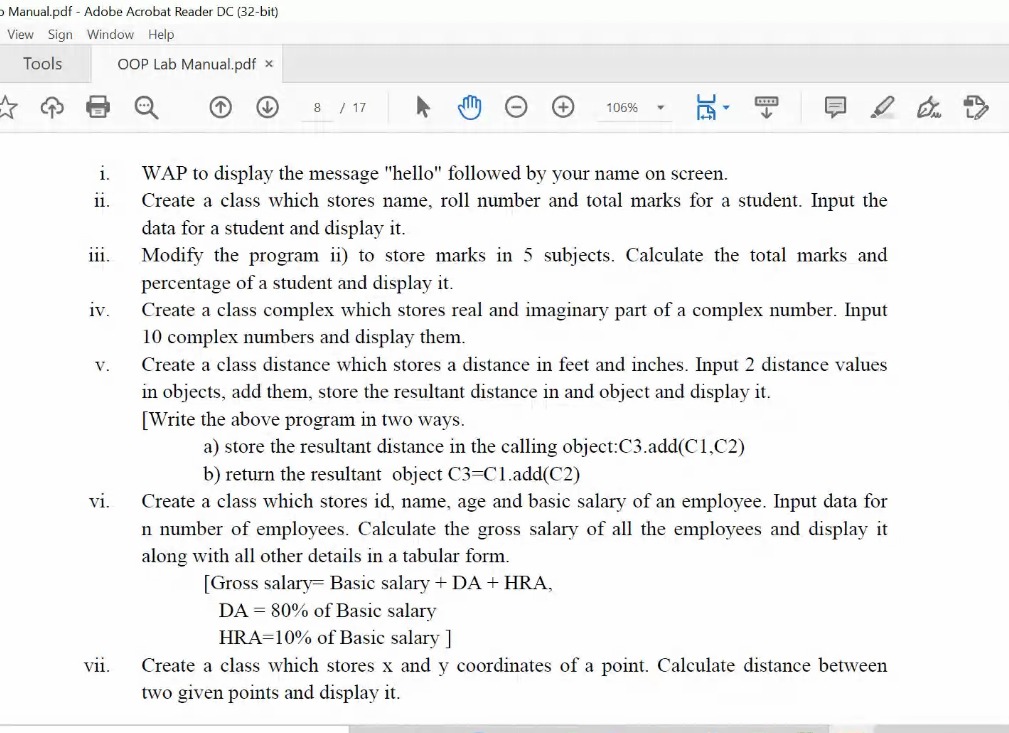 Manual.pdf - Adobe Acrobat Reader DC (32-bit)
View Sign Window Help
Tools OOP Lab Manual.pdf ×
8 / 17 106%
i. WAP to display the message "hello" followed by your name on screen.
ii. Create a class which stores name, roll number and total marks for a student. Input the
data for a student and display it.
iii. Modify the program ii) to store marks in 5 subjects. Calculate the total marks and
percentage of a student and display it.
iv. Create a class complex which stores real and imaginary part of a complex number. Input
10 complex numbers and display them.
v. Create a class distance which stores a distance in feet and inches. Input 2 distance values
in objects, add them, store the resultant distance in and object and display it.
[Write the above program in two ways.
a) store the resultant distance in the calling object:C3.add(C1,C2)
b) return the resultant object C3=C1.add(C2)
vi. Create a class which stores id, name, age and basic salary of an employee. Input data for
n number of employees. Calculate the gross salary of all the employees and display it
along with all other details in a tabular form.
[Gross salary= Basic salary + DA + HRA,
DA = 80% of Basic salary
HRA=10% of Basic salary ]
vii. Create a class which stores x and y coordinates of a point. Calculate distance between
two given points and display it.